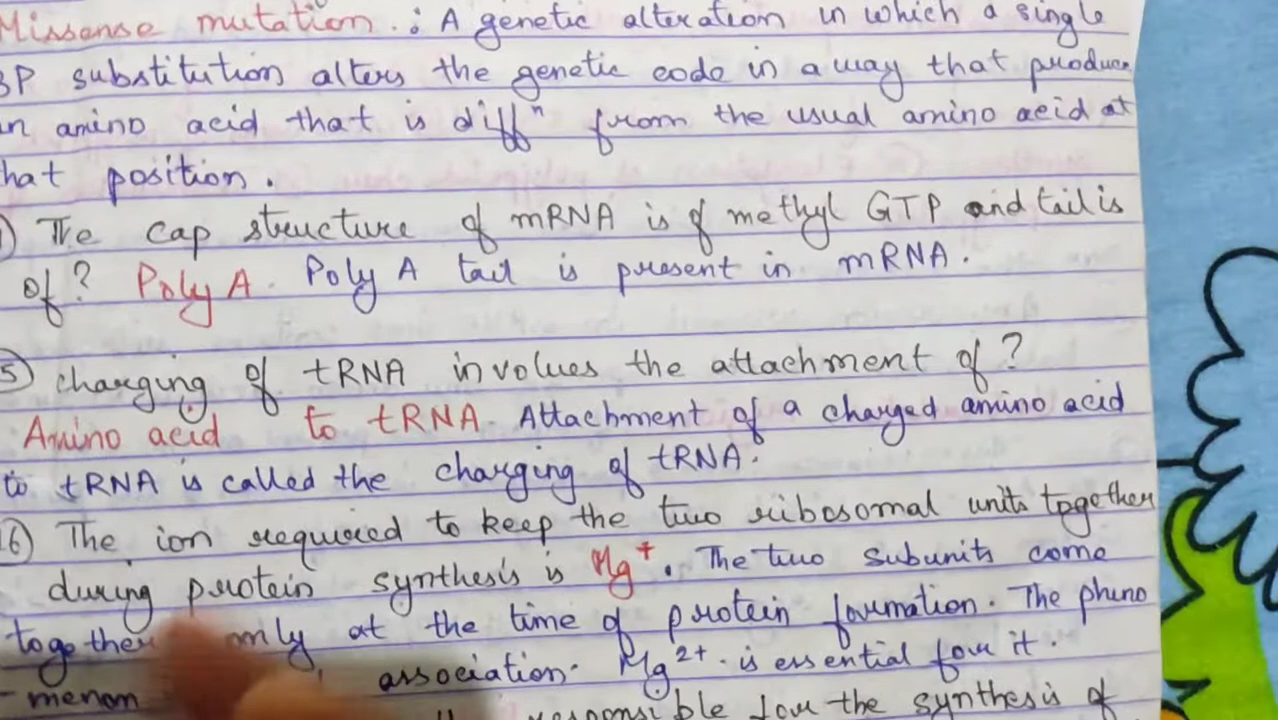 Missense mutation. : A genetic alteration in which a single
BP substitution alters the genetic code in a way that produces
an amino acid that is diffⁿ from the usual amino acid at
hat position.
) The cap structure of mRNA is of methyl GTP and tail is
of? Poly A. Poly A tail is present in mRNA.
5) Charging of tRNA involves the attachment of?
Amino acid to tRNA. Attachment of a charged amino acid
to tRNA is called the charging of tRNA.
16) The ion required to keep the two ribosomal units together
during protein synthesis is Mg⁺. The two subunits come
together only at the time of protein formation. The pheno
-menon association. Mg²⁺ is essential for it.
responsible for the synthesis of